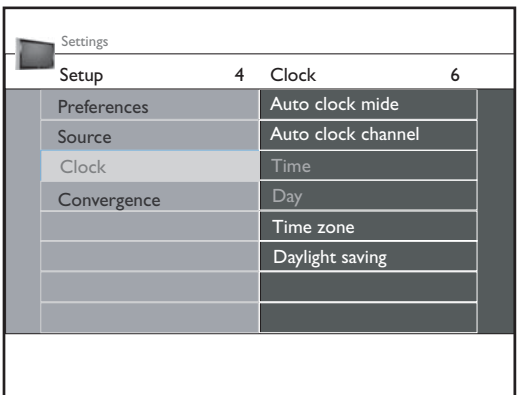 Settings
Setup 4 Clock 6
Preferences Auto clock mide
Source Auto clock channel
Clock Time
Convergence Day
Time zone
Daylight saving